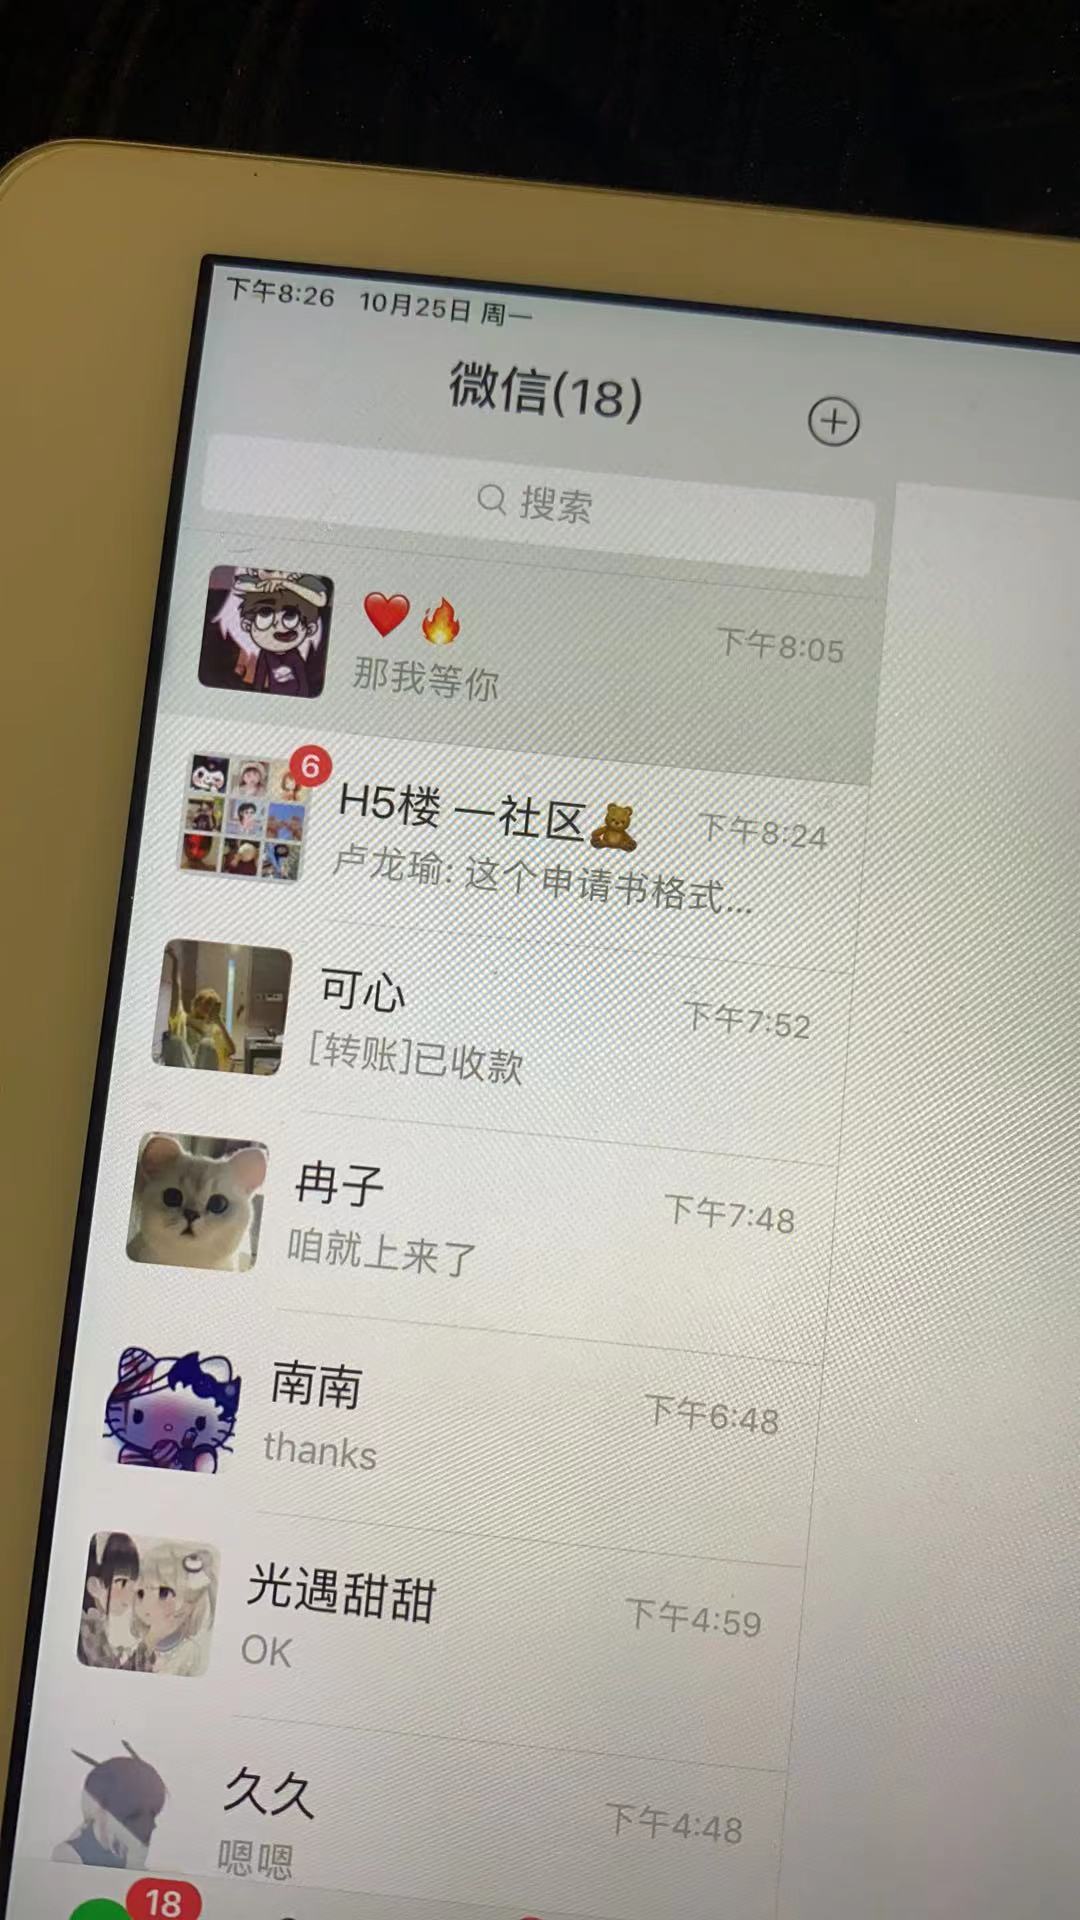 下午8:26 10月25日 周一
微信(18)
搜索
❤️🔥
下午8:05
那我等你
6
H5楼 一社区🧸
下午8:24
卢龙瑜: 这个申请书格式...
可心
下午7:52
[转账]已收款
冉子
下午7:48
咱就上来了
南南
下午6:48
thanks
光遇甜甜
下午4:59
OK
久久
下午4:48
嗯嗯
18